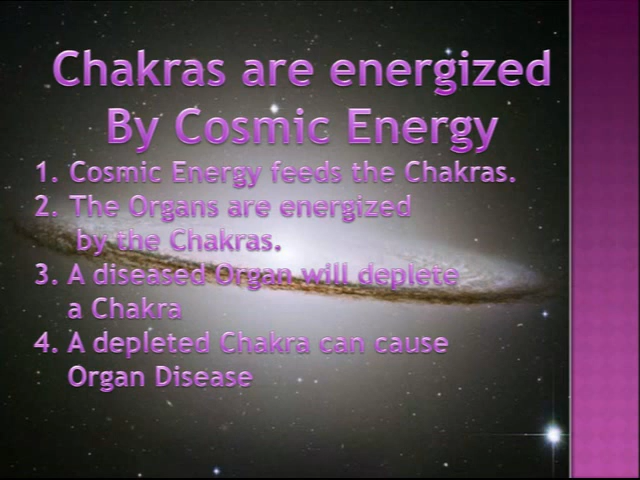 Chakras are energized
By Cosmic Energy
1. Cosmic Energy feeds the Chakras.
2. The Organs are energized
by the Chakras.
3. A diseased Organ will deplete
a Chakra
4. A depleted Chakra can cause
Organ Disease